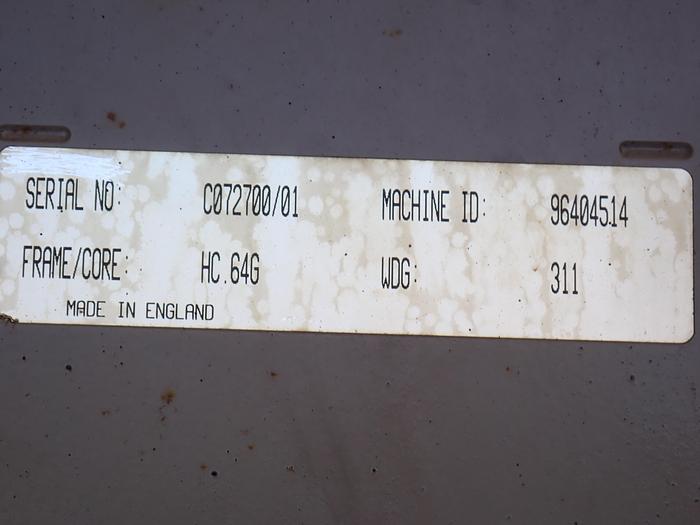 SERIAL NO: C072700/01 MACHINE ID: 96404514
FRAME/CORE: HC.64G WDG: 311
MADE IN ENGLAND